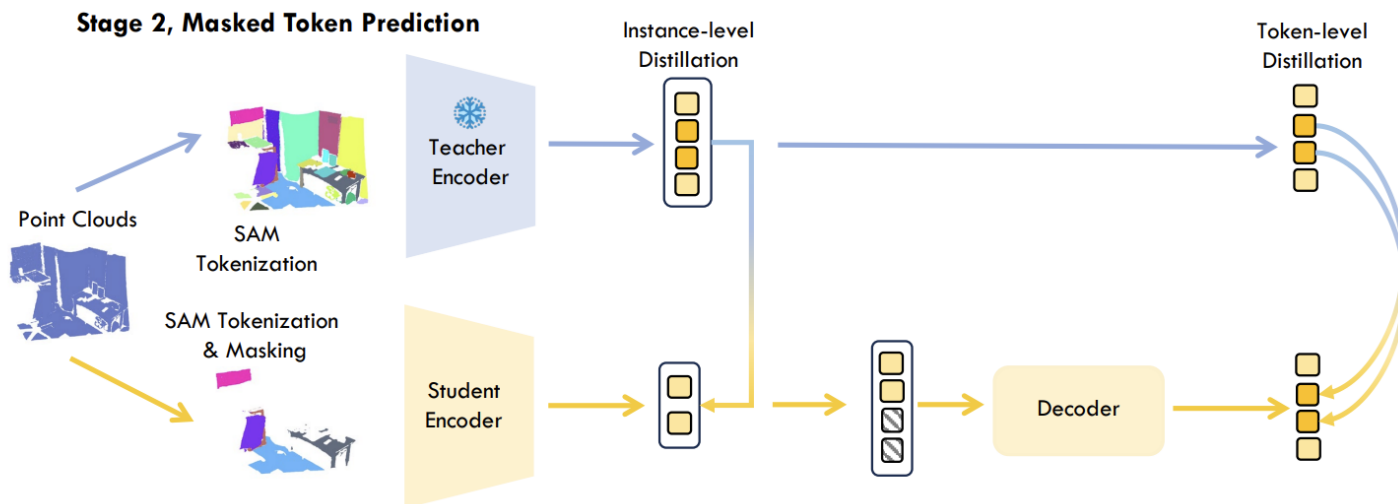 Stage 2, Masked Token Prediction
Instance-level
Distillation
Token-level
Distillation
Teacher
Encoder
Point Clouds
SAM
Tokenization
SAM Tokenization
& Masking
Student
Encoder
Decoder